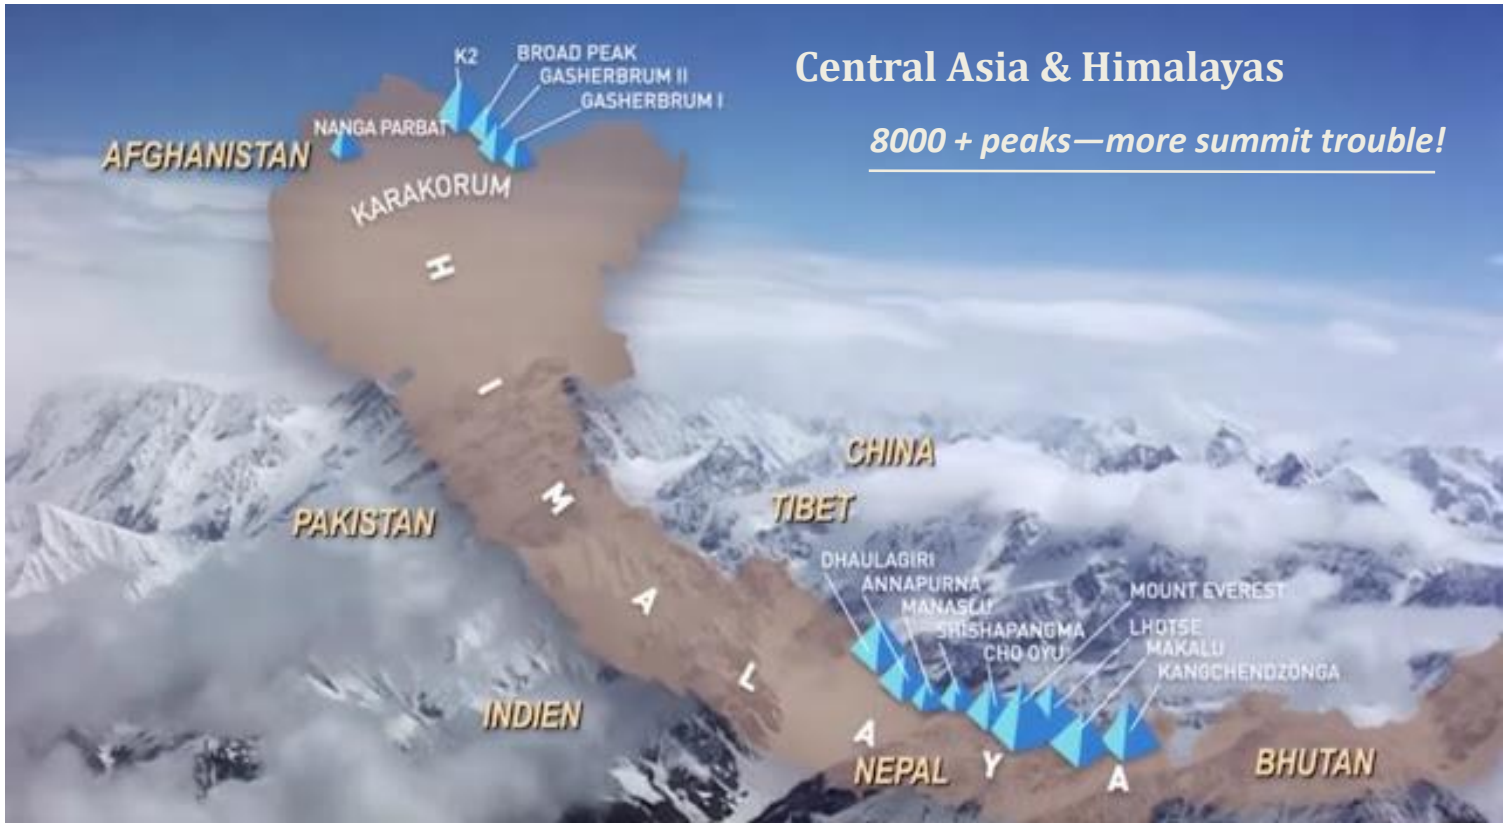 Central Asia & Himalayas
8000 + peaks—more summit trouble!
K2
BROAD PEAK
GASHERBRUM II
GASHERBRUM I
NANGA PARBAT
AFGHANISTAN
KARAKORUM
HIMALAYA
CHINA
TIBET
PAKISTAN
DHAULAGIRI
ANNAPURNA
MANASLU
SHISHAPANGMA
CHO OYU
MOUNT EVEREST
LHOTSE
MAKALU
KANGCHENDZONGA
INDIEN
NEPAL
BHUTAN